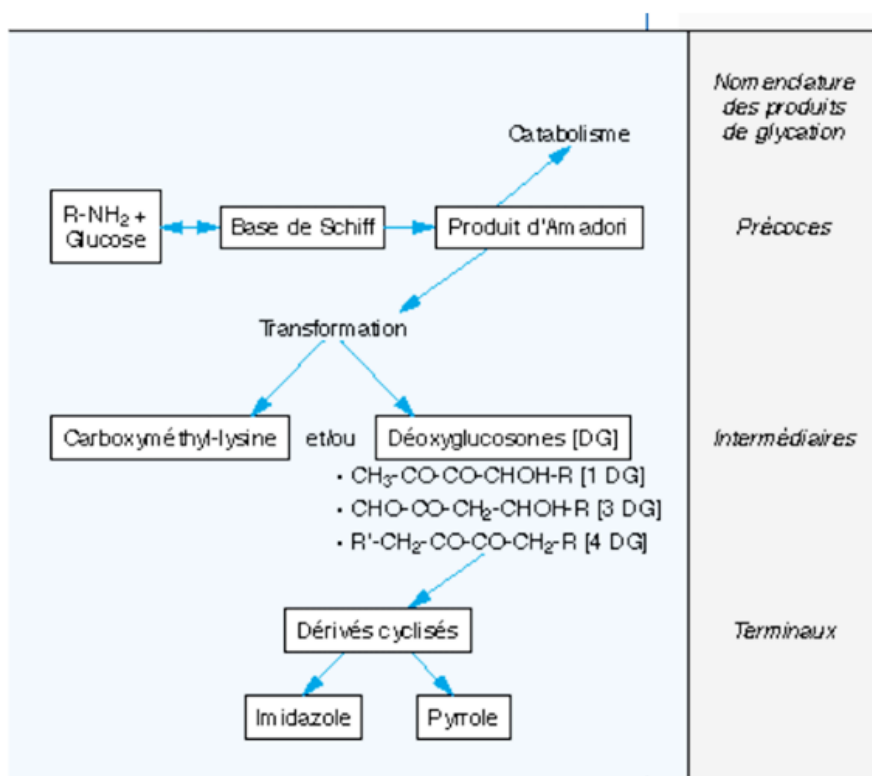 Nomenclature
des produits
de glycation
Catabolisme
R-NH₂ +
Glucose
Base de Schiff
Produit d'Amadori
Précoces
Transformation
Carboxyméthyl-lysine
et/ou
Déoxyglucosones [DG]
Intermédiaires
• CH₃-CO-CO-CHOH-R [1 DG]
• CHO-CO-CH₂-CHOH-R [3 DG]
• R'-CH₂-CO-CO-CH₂-R [4 DG]
Dérivés cyclisés
Terminaux
Imidazole
Pyrrole